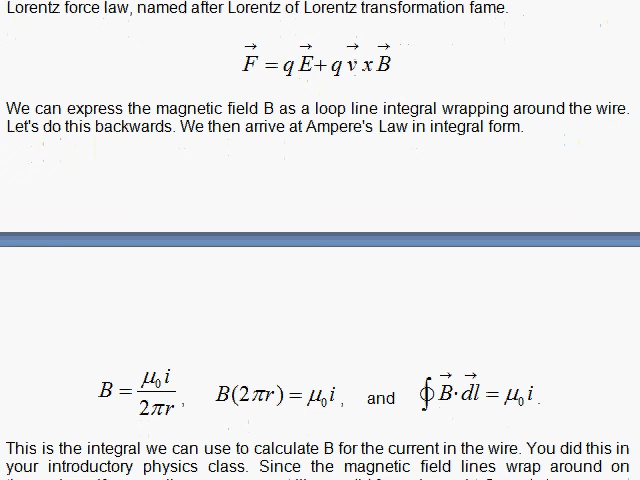 Lorentz force law, named after Lorentz of Lorentz transformation fame.
F⃗ = q E⃗ + q v⃗ x B⃗
We can express the magnetic field B as a loop line integral wrapping around the wire.
Let's do this backwards. We then arrive at Ampere's Law in integral form.
B = μ₀i / 2πr , B(2πr) = μ₀i , and ∮ B⃗·dl⃗ = μ₀i .
This is the integral we can use to calculate B for the current in the wire. You did this in
your introductory physics class. Since the magnetic field lines wrap around on